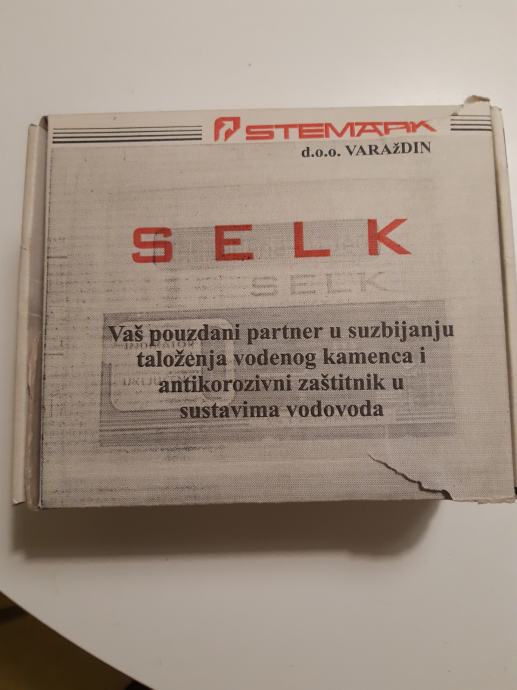 STEMARK
d.o.o. VARAžDIN
SELK
SELK
Vaš pouzdani partner u suzbijanju
taloženja vodenog kamenca i
antikorozivni zaštitnik u
sustavima vodovoda